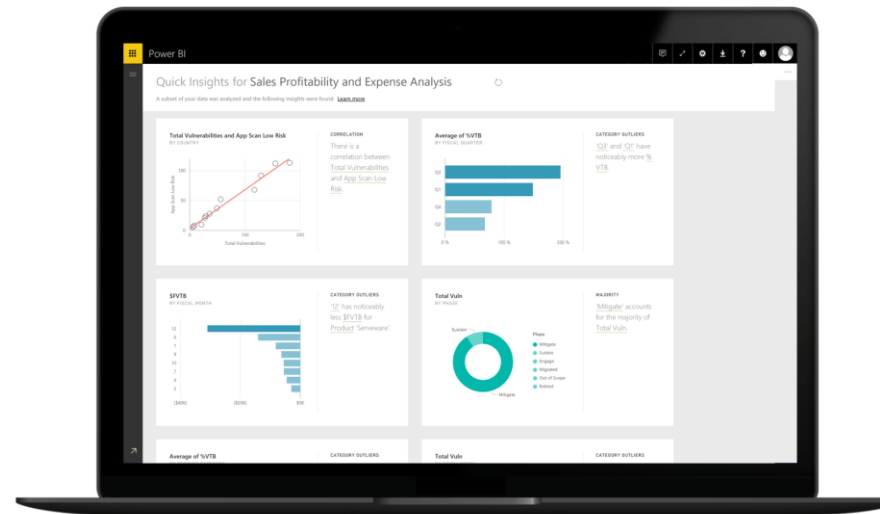 Power BI
?
Quick Insights for Sales Profitability and Expense Analysis
A subset of your data was analyzed and the following insights were found. Learn more
Total Vulnerabilities and App Scan Low Risk
BY COUNTRY
App Scan Low Risk
100
50
0
0
100
200
Total Vulnerabilities
CORRELATION
There is a
correlation between
Total Vulnerabilities
and App Scan Low
Risk.
Average of %VTB
BY FISCAL QUARTER
Q3
Q1
Q4
Q2
0 %
100 %
200 %
CATEGORY OUTLIERS
'Q3' and 'Q1' have
noticeably more %
VTB.
$FVTB
BY FISCAL MONTH
12
6
9
10
7
($40K)
($20K)
$0K
CATEGORY OUTLIERS
'12' has noticeably
less $FVTB for
Product 'Serveware'.
Total Vuln
BY PHASE
Sustain
Mitigate
Phase
Mitigate
Sustain
Engage
Migrated
Out of Scope
Retired
MAJORITY
'Mitigate' accounts
for the majority of
Total Vuln.
Average of %VTB
CATEGORY OUTLIERS
Total Vuln
CATEGORY OUTLIERS